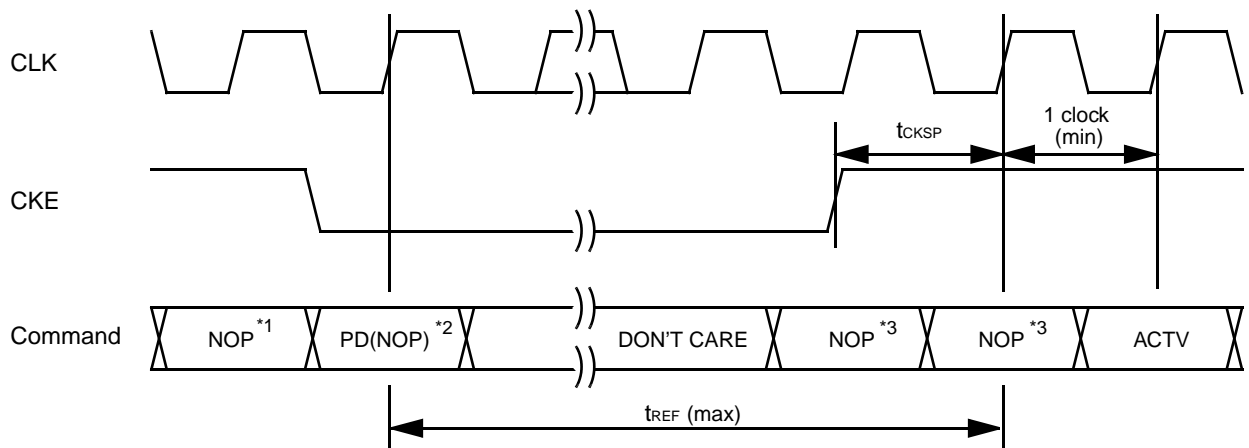 CLK
1 clock
(min)
tCKSP
CKE
Command
NOP *1
PD(NOP) *2
DON'T CARE
NOP *3
NOP *3
ACTV
tREF (max)